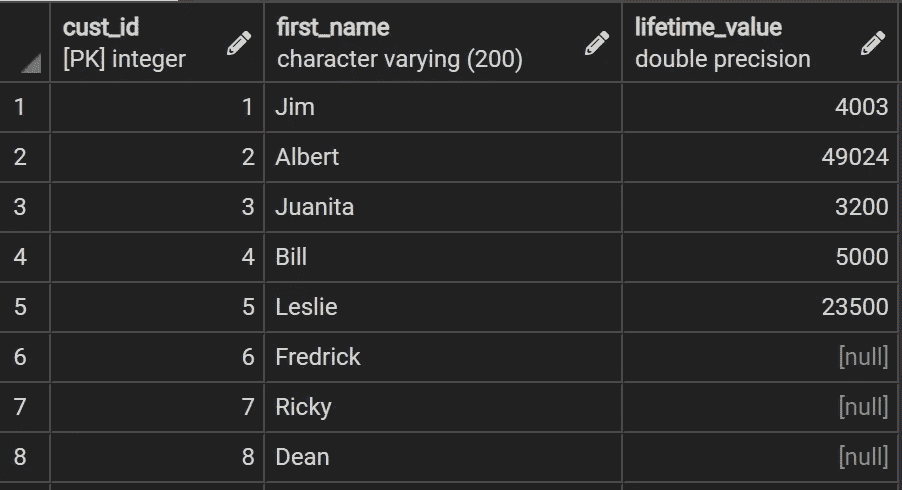 cust_id first_name lifetime_value
[PK] integer character varying (200) double precision
1 1 Jim 4003
2 2 Albert 49024
3 3 Juanita 3200
4 4 Bill 5000
5 5 Leslie 23500
6 6 Fredrick [null]
7 7 Ricky [null]
8 8 Dean [null]